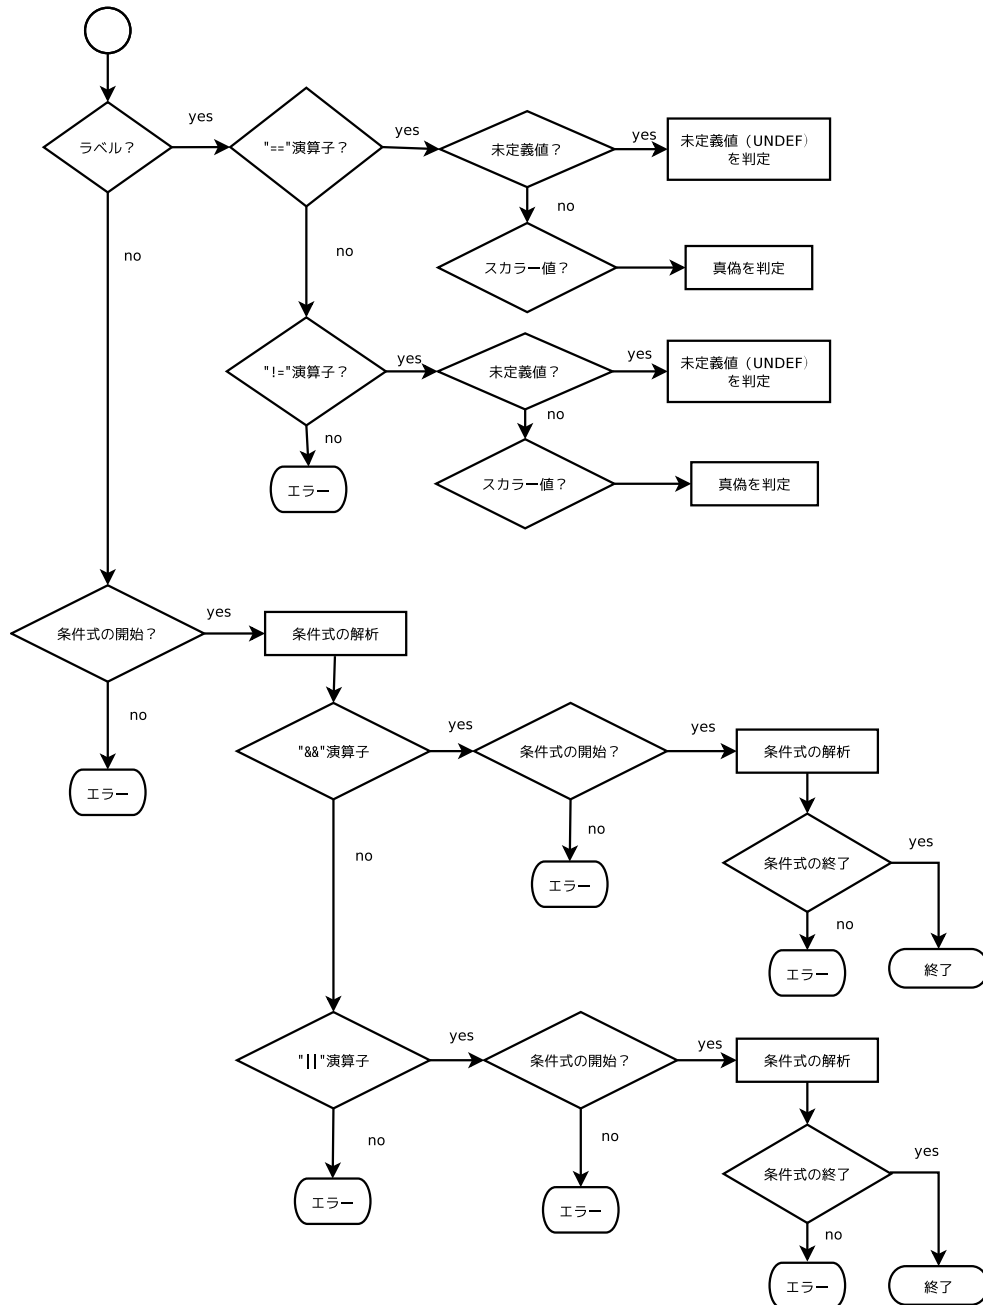 ラベル？
yes
"=="演算子？
yes
未定義値？
yes
未定義値（UNDEF）
を判定
no
スカラー値？
真偽を判定
no
no
"!="演算子？
yes
未定義値？
yes
未定義値（UNDEF）
を判定
no
スカラー値？
真偽を判定
no
エラー
条件式の開始？
yes
条件式の解析
no
エラー
"&&"演算子
yes
条件式の開始？
yes
条件式の解析
no
エラー
条件式の終了
yes
no
エラー
終了
no
"||"演算子
yes
条件式の開始？
yes
条件式の解析
no
エラー
no
エラー
条件式の終了
yes
no
エラー
終了